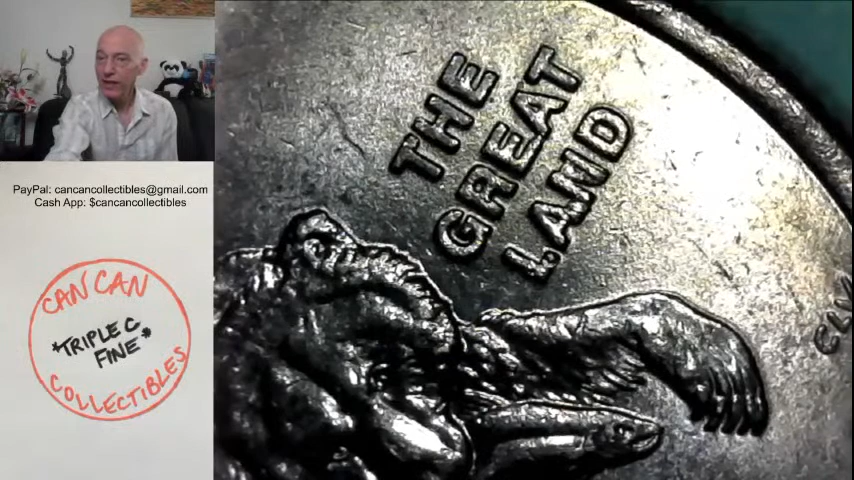 THE
GREAT
LAND
PayPal: cancancollectibles@gmail.com
Cash App: $cancancollectibles
CAN CAN
*TRIPLE C
FINE*
COLLECTIBLES